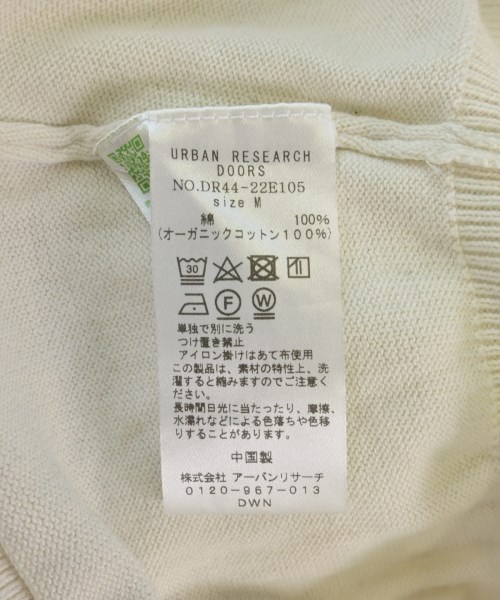 URBAN RESEARCH
DOORS
NO.DR44-22E105
size M
綿 100%
(オーガニックコットン100%)
30
F W
単独で別に洗う
つけ置き禁止
アイロン掛けはあて布使用
この製品は、素材の特性上、洗
濯すると縮みますのでご注意く
ださい。
長時間日光に当たったり、摩擦、
水濡れなどによる色落ちや色移
りすることがあります。
中国製
株式会社 アーバンリサーチ
0120-967-013
DWN